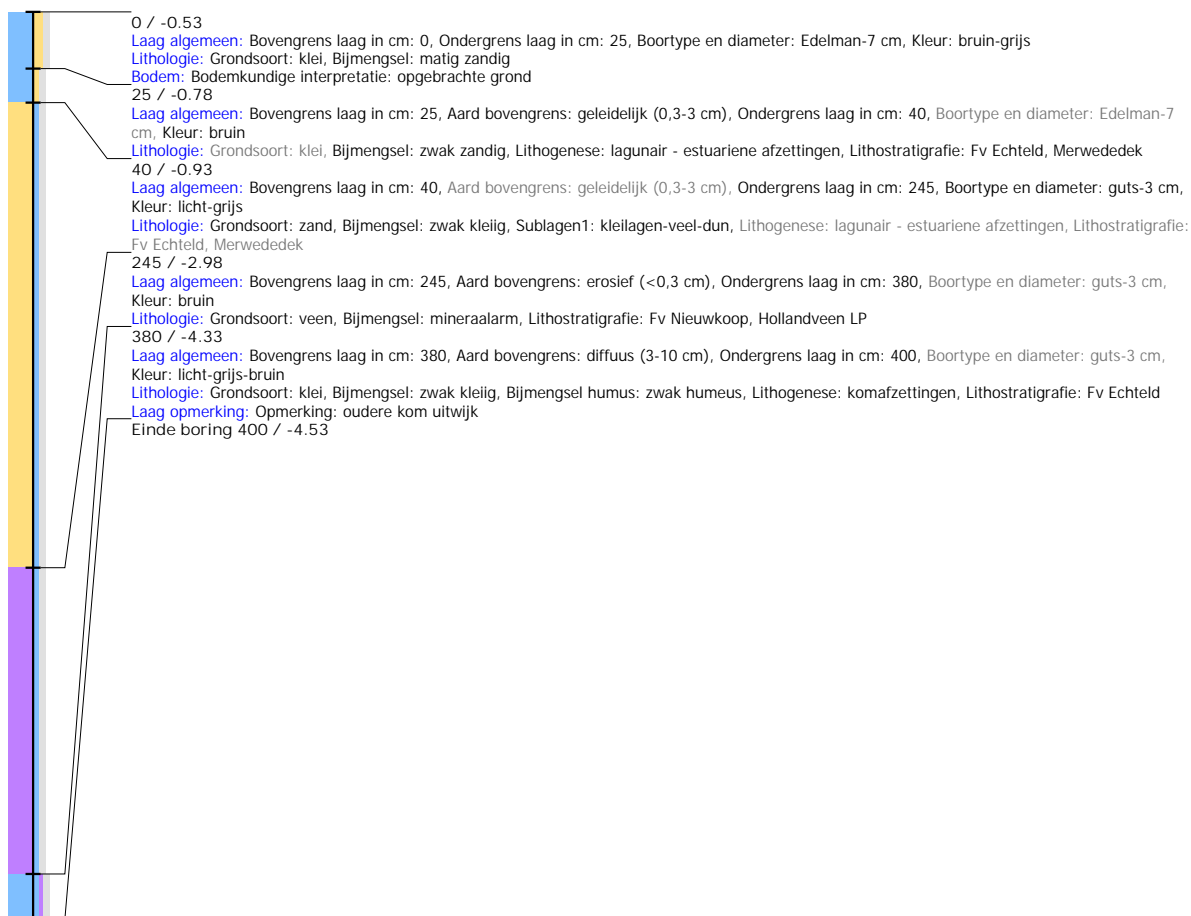 0 / -0.53
Laag algemeen: Bovengrens laag in cm: 0, Ondergrens laag in cm: 25, Boortype en diameter: Edelman-7 cm, Kleur: bruin-grijs
Lithologie: Grondsoort: klei, Bijmengsel: matig zandig
Bodem: Bodemkundige interpretatie: opgebrachte grond
25 / -0.78
Laag algemeen: Bovengrens laag in cm: 25, Aard bovengrens: geleidelijk (0,3-3 cm), Ondergrens laag in cm: 40, Boortype en diameter: Edelman-7
cm, Kleur: bruin
Lithologie: Grondsoort: klei, Bijmengsel: zwak zandig, Lithogenese: lagunair - estuariene afzettingen, Lithostratigrafie: Fv Echteld, Merwededek
40 / -0.93
Laag algemeen: Bovengrens laag in cm: 40, Aard bovengrens: geleidelijk (0,3-3 cm), Ondergrens laag in cm: 245, Boortype en diameter: guts-3 cm,
Kleur: licht-grijs
Lithologie: Grondsoort: zand, Bijmengsel: zwak kleiig, Sublagen1: kleilagen-veel-dun, Lithogenese: lagunair - estuariene afzettingen, Lithostratigrafie:
Fv Echteld, Merwededek
245 / -2.98
Laag algemeen: Bovengrens laag in cm: 245, Aard bovengrens: erosief (<0,3 cm), Ondergrens laag in cm: 380, Boortype en diameter: guts-3 cm,
Kleur: bruin
Lithologie: Grondsoort: veen, Bijmengsel: mineraalarm, Lithostratigrafie: Fv Nieuwkoop, Hollandveen LP
380 / -4.33
Laag algemeen: Bovengrens laag in cm: 380, Aard bovengrens: diffuus (3-10 cm), Ondergrens laag in cm: 400, Boortype en diameter: guts-3 cm,
Kleur: licht-grijs-bruin
Lithologie: Grondsoort: klei, Bijmengsel: zwak kleiig, Bijmengsel humus: zwak humeus, Lithogenese: komafzettingen, Lithostratigrafie: Fv Echteld
Laag opmerking: Opmerking: oudere kom uitwijk
Einde boring 400 / -4.53